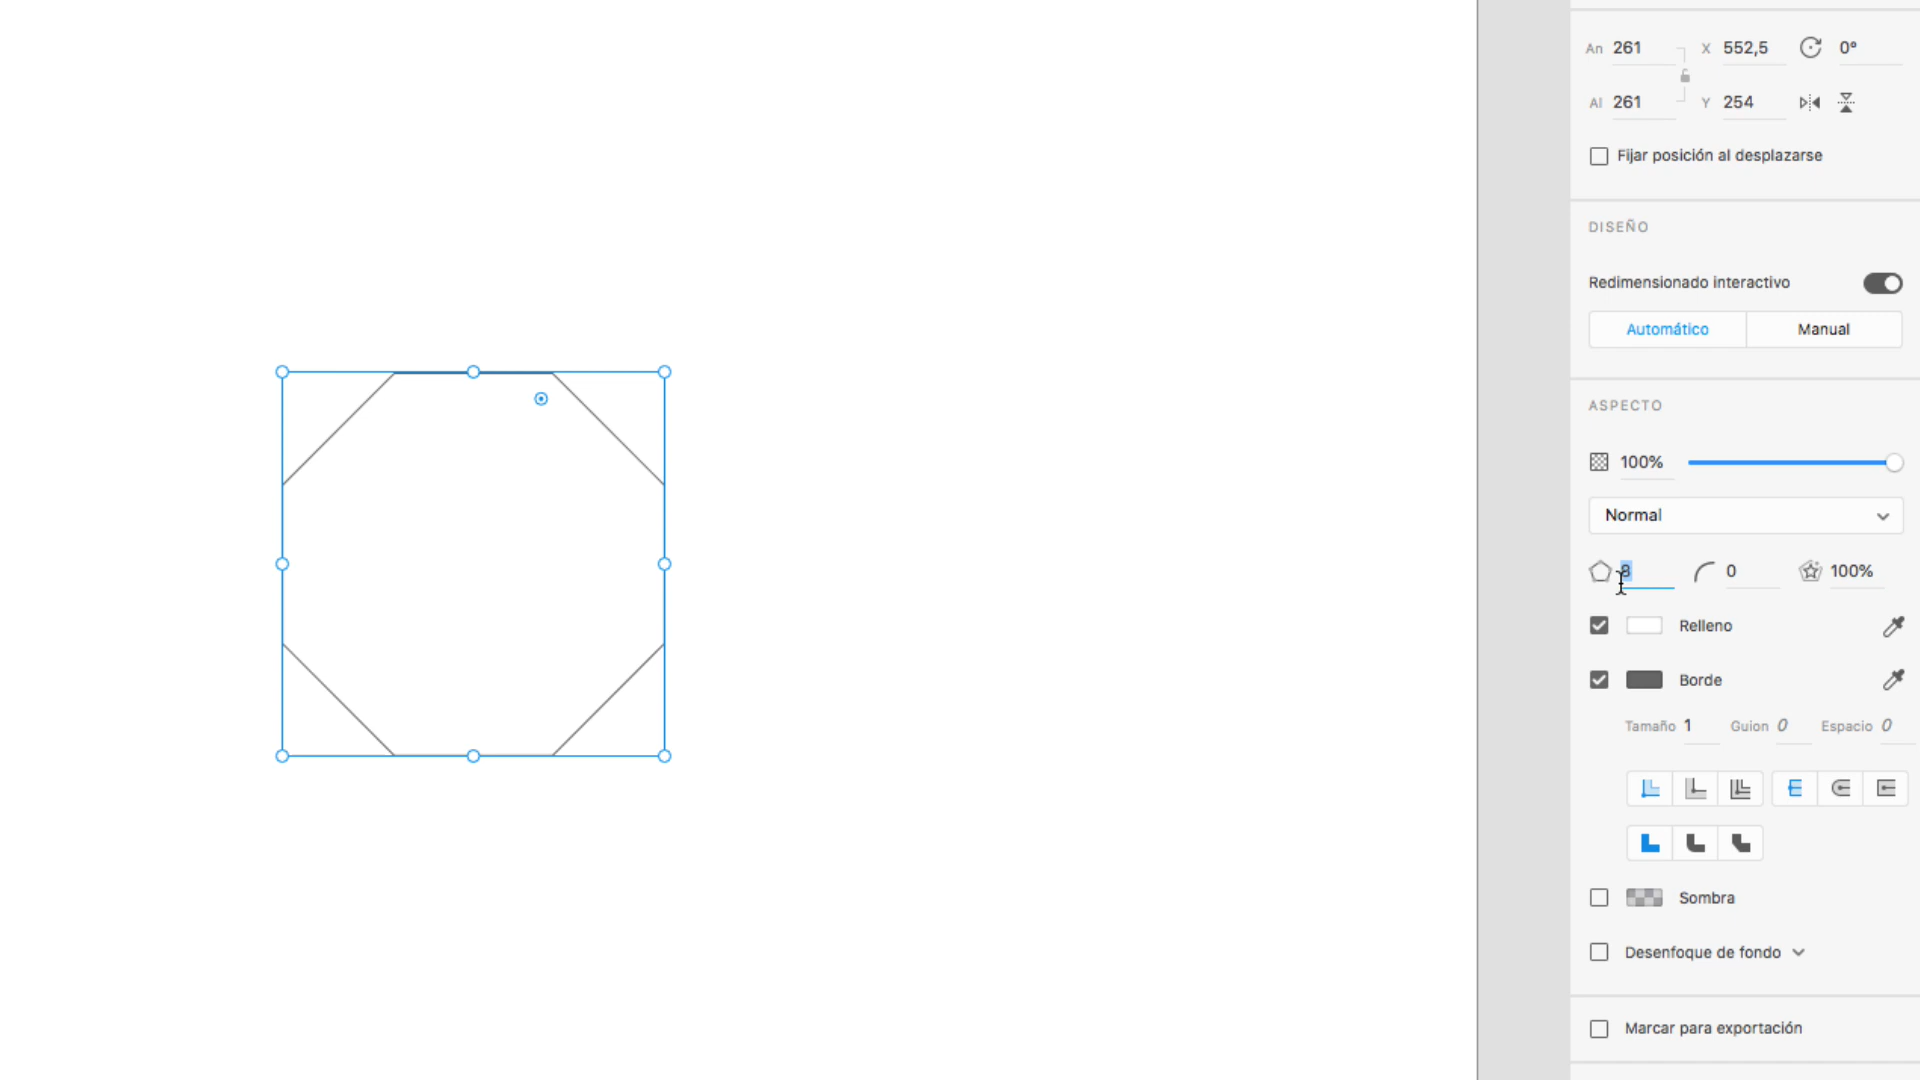 An 261 X 552,5 0°
Al 261 Y 254
Fijar posición al desplazarse
DISEÑO
Redimensionado interactivo
Automático Manual
ASPECTO
100%
Normal
8 0 100%
Relleno
Borde
Tamaño 1 Guion 0 Espacio 0
Sombra
Desenfoque de fondo
Marcar para exportación